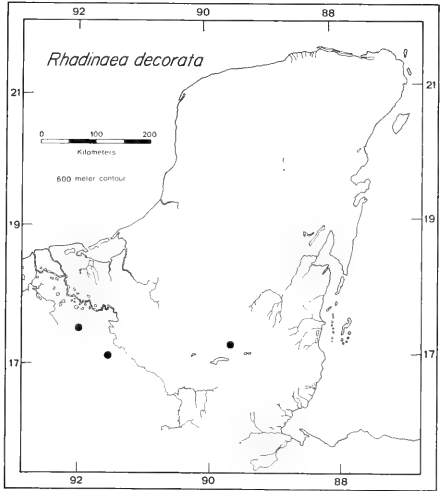 92 90 88
Rhadinaea decorata
21 21
0 100 200
Kilometers
600 meter contour
19 19
17 17
92 90 88